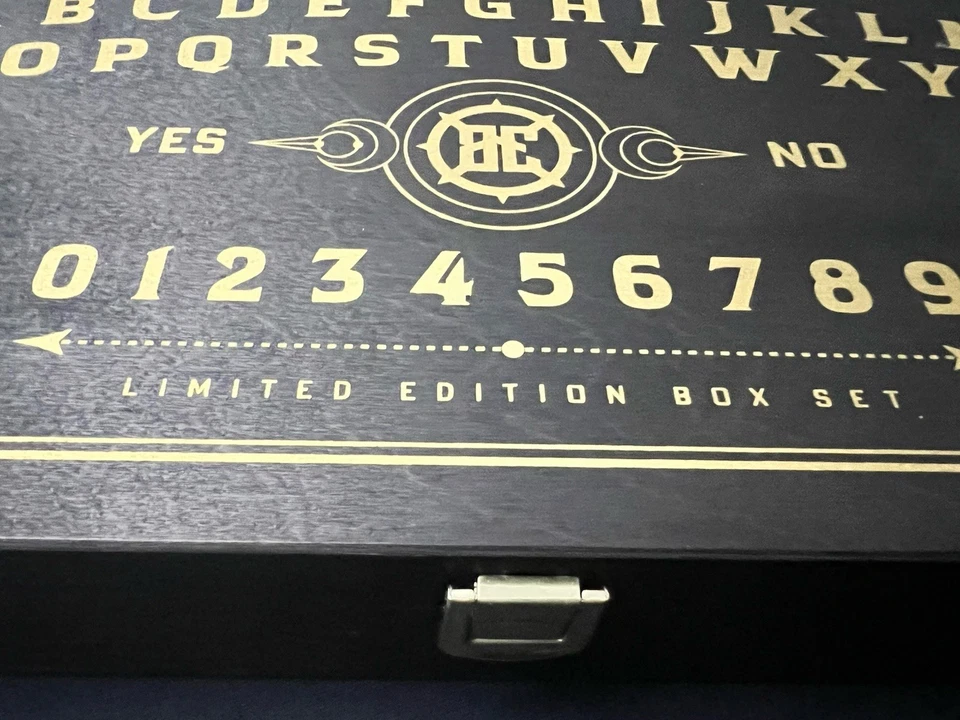 B C D E F G H I J K L
O P Q R S T U V W X Y
YES BE NO
0 1 2 3 4 5 6 7 8 9
LIMITED EDITION BOX SET